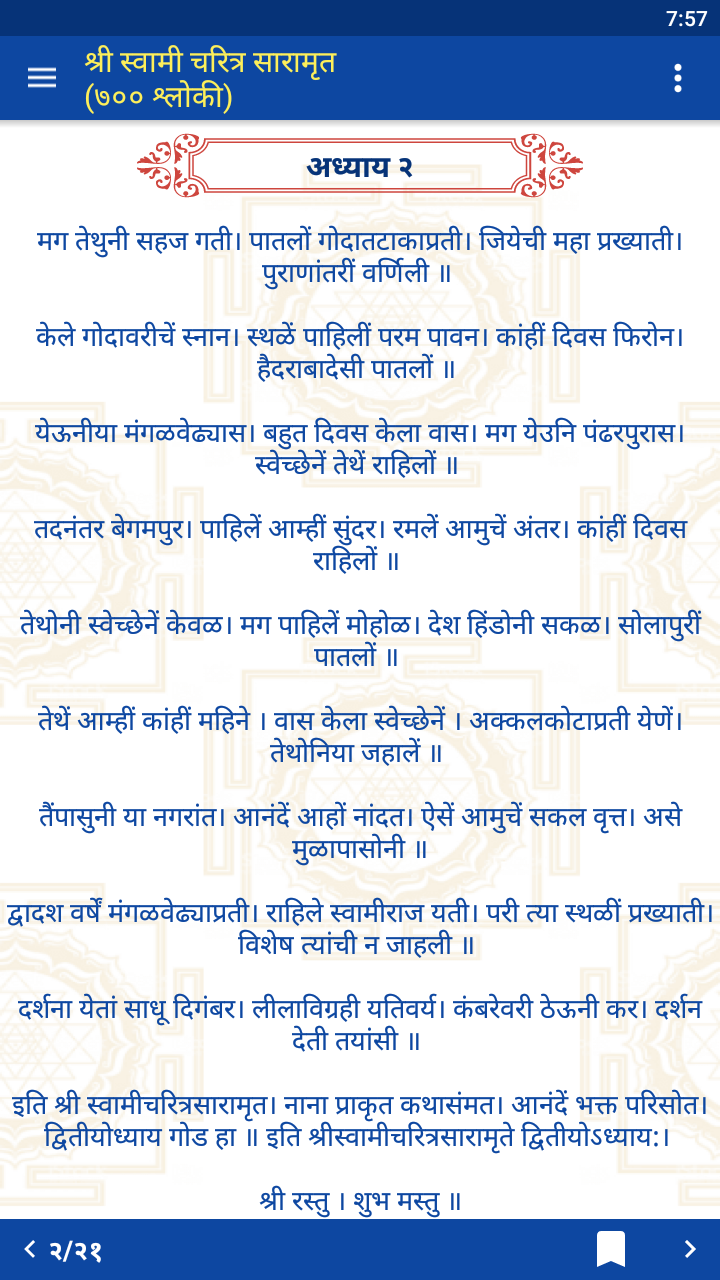 7:57
श्री स्वामी चरित्र सारामृत
(७०० श्लोकी)
अध्याय २
मग तेथुनी सहज गती। पातलों गोदातटाकाप्रती। जियेची महा प्रख्याती।
पुराणांतरीं वर्णिली ॥
केले गोदावरीचें स्नान। स्थळें पाहिलीं परम पावन। कांहीं दिवस फिरोन।
हैदराबादेसी पातलों ॥
येऊनीया मंगळवेढ्यास। बहुत दिवस केला वास। मग येउनि पंढरपुरास।
स्वेच्छेनें तेथें राहिलों ॥
तदनंतर बेगमपुर। पाहिलें आम्हीं सुंदर। रमलें आमुचें अंतर। कांहीं दिवस
राहिलों ॥
तेथोनी स्वेच्छेनें केवळ। मग पाहिलें मोहोळ। देश हिंडोनी सकळ। सोलापुरीं
पातलों ॥
तेथें आम्हीं कांहीं महिने । वास केला स्वेच्छेनें । अक्कलकोटाप्रती येणें।
तेथोनिया जहालें ॥
तैंपासुनी या नगरांत। आनंदें आहों नांदत। ऐसें आमुचें सकल वृत्त। असे
मुळापासोनी ॥
द्वादश वर्षें मंगळवेढ्याप्रती। राहिले स्वामीराज यती। परी त्या स्थळीं प्रख्याती।
विशेष त्यांची न जाहली ॥
दर्शना येतां साधू दिगंबर। लीलाविग्रही यतिवर्य। कंबरेवरी ठेऊनी कर। दर्शन
देती तयांसी ॥
इति श्री स्वामीचरित्रसारामृत। नाना प्राकृत कथासंमत। आनंदें भक्त परिसोत।
द्वितीयोध्याय गोड हा ॥ इति श्रीस्वामीचरित्रसारामृते द्वितीयोऽध्याय:।
श्री रस्तु । शुभ मस्तु ॥
२/२१